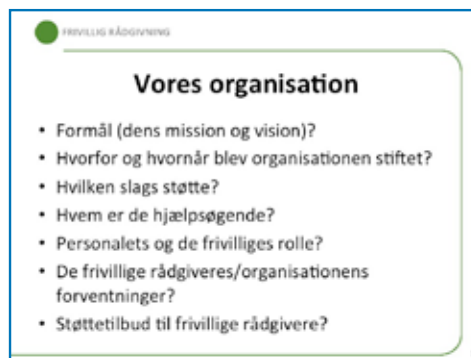 FRIVILLIG RÅDGIVNING
Vores organisation
• Formål (dens mission og vision)?
• Hvorfor og hvornår blev organisationen stiftet?
• Hvilken slags støtte?
• Hvem er de hjælpsøgende?
• Personalets og de frivilliges rolle?
• De frivillige rådgiveres/organisationens
forventninger?
• Støttetilbud til frivillige rådgivere?